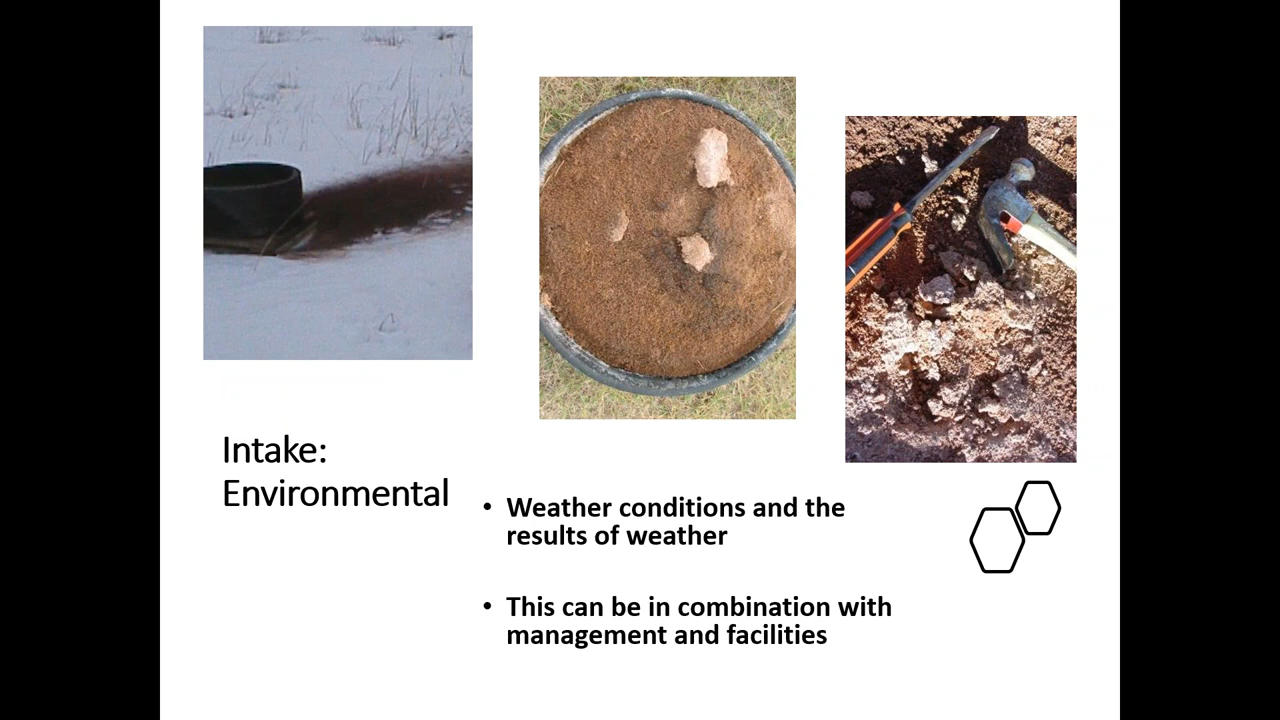 Intake:
Environmental
• Weather conditions and the
results of weather
• This can be in combination with
management and facilities